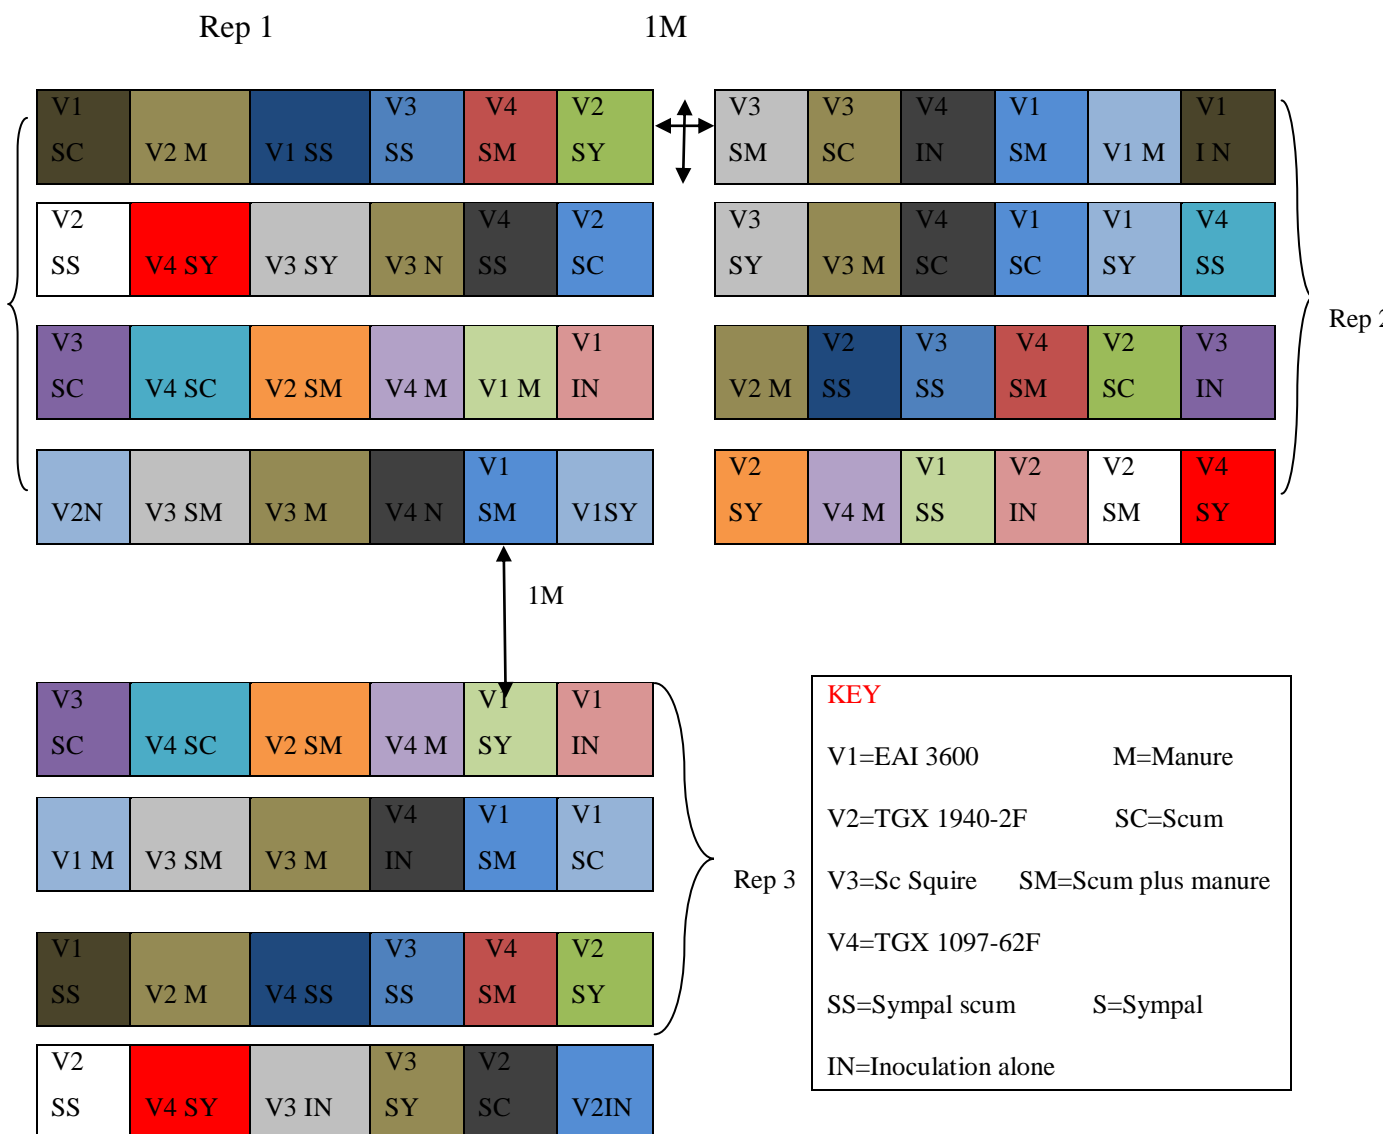 Rep 1 1M
V1 V3 V4 V2
SC V2 M V1 SS SS SM SY
V3 V3 V4 V1 V1
SM SC IN SM V1 M I N
V2 V4 V2
SS V4 SY V3 SY V3 N SS SC
V3 V4 V1 V1 V4
SY V3 M SC SC SY SS
Rep
V3 V1
SC V4 SC V2 SM V4 M V1 M IN
V2 V3 V4 V2 V3
V2 M SS SS SM SC IN
V1
V2N V3 SM V3 M V4 N SM V1SY
V2 V1 V2 V2 V4
SY V4 M SS IN SM SY
1M
V3 V1 V1
SC V4 SC V2 SM V4 M SY IN
V4 V1 V1
V1 M V3 SM V3 M IN SM SC
Rep 3
V1 V3 V4 V2
SS V2 M V4 SS SS SM SY
V2 V3 V2
SS V4 SY V3 IN SY SC V2IN
KEY
V1=EAI 3600 M=Manure
V2=TGX 1940-2F SC=Scum
V3=Sc Squire SM=Scum plus manure
V4=TGX 1097-62F
SS=Sympal scum S=Sympal
IN=Inoculation alone